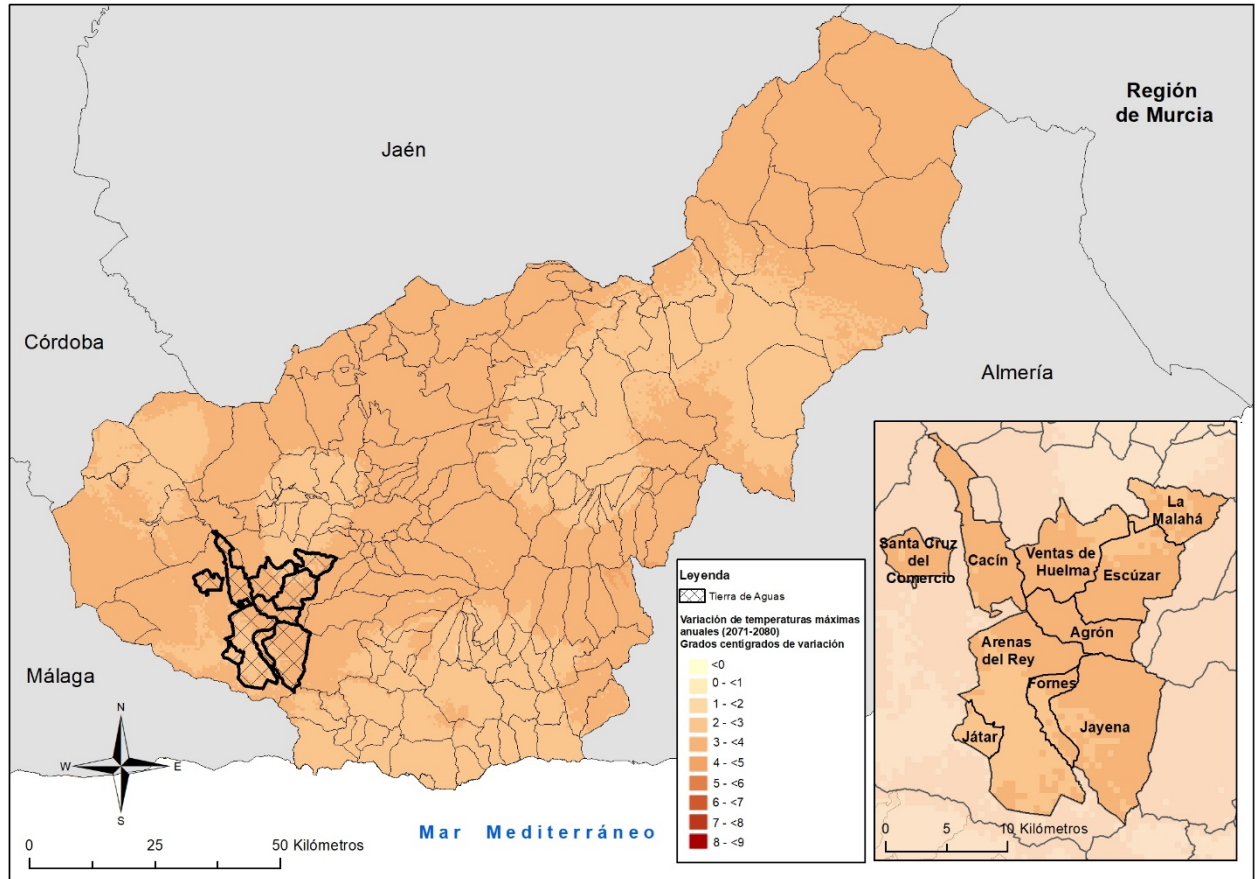 Región
de Murcia
Jaén
Córdoba
Almería
Málaga
N
W
E
S
0
25
50 Kilómetros
Mar Mediterráneo
Leyenda
Tierra de Aguas
Variación de temperaturas máximas
anuales (2071-2080)
Grados centigrados de variación
<0
0 - <1
1 - <2
2 - <3
3 - <4
4 - <5
5 - <6
6 - <7
7 - <8
8 - <9
La
Malahá
Santa Cruz
del
Comercio
Cacín
Ventas de
Huelma
Escúzar
Agrón
Arenas
del Rey
Fornes
Jayena
Játar
0
5
10 Kilómetros